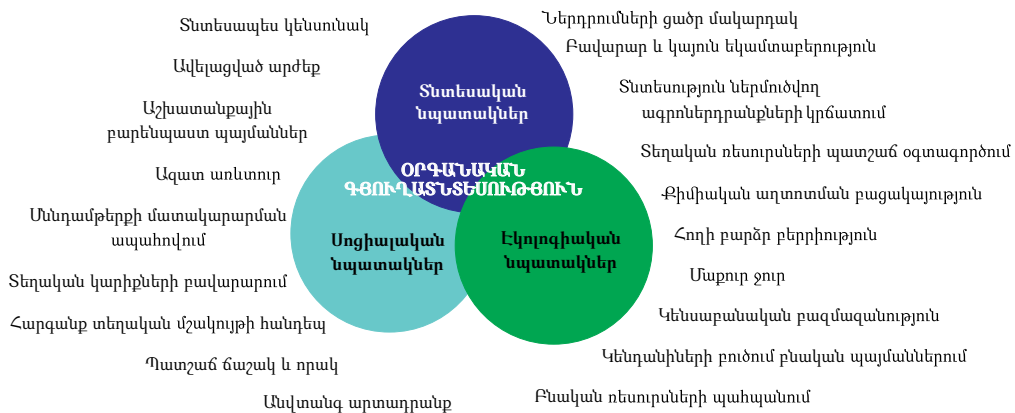 Տնտեսապես կենսունակ
Ավելացված արժեք
Աշխատանքային
բարենպաստ պայմաններ
Ազատ առևտուր
Մննդամթերքի մատակարարման
ապահովում
Տեղական կարիքների բավարարում
Հարգանք տեղական մշակույթի հանդեպ
Պատշաճ ճաշակ և որակ
Անվտանգ արտադրանք
Տնտեսական
նպատակներ
ՕՐԳԱՆԱԿԱՆ
ԳՅՈՒՂԱՏՆՏԵՍՈՒԹՅՈՒՆ
Սոցիալական
նպատակներ
Էկոլոգիական
նպատակներ
Ներդրումների ցածր մակարդակ
Բավարար և կայուն եկամտաբերություն
Տնտեսություն ներմուծվող
ագրոներդրանքների կրճատում
Տեղական ռեսուրսների պատշաճ օգտագործում
Քիմիական աղտոտման բացակայություն
Հողի բարձր բերրիություն
Մաքուր ջուր
Կենսաբանական բազմազանություն
Կենդանիների բուծում բնական պայմաններում
Բնական ռեսուրսների պահպանում